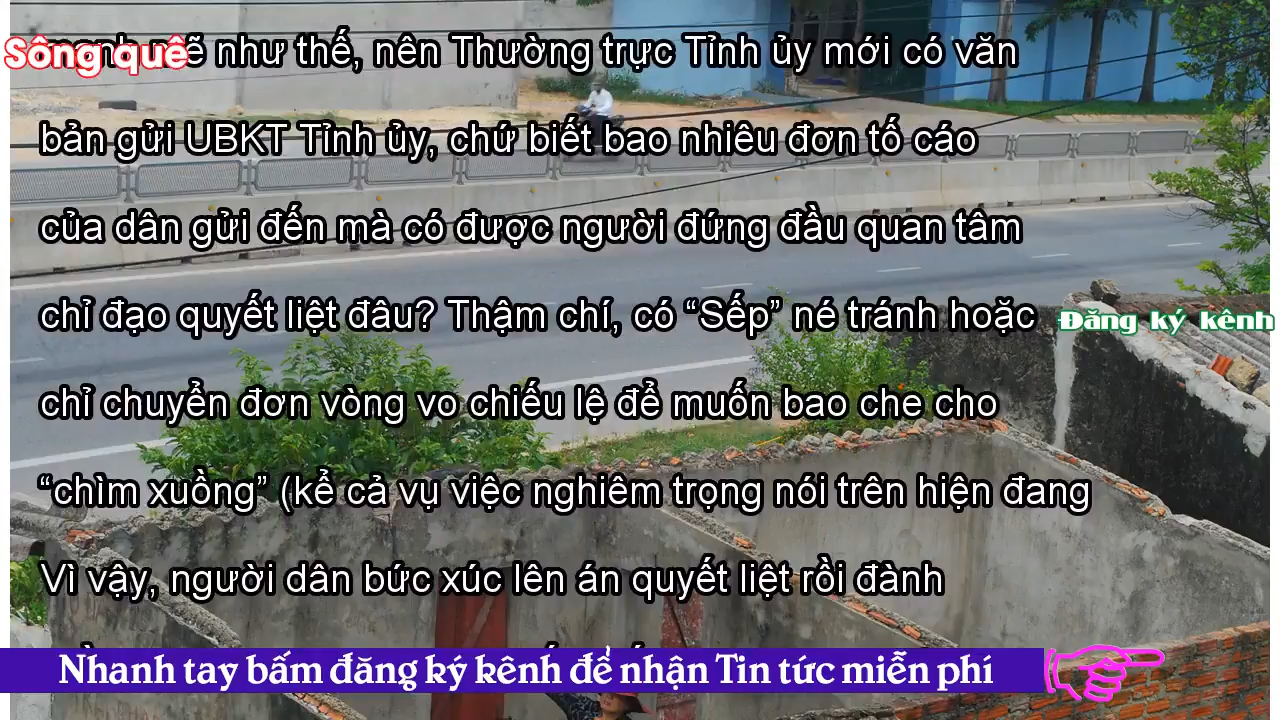 Sông quê
như thế, nên Thường trực Tỉnh ủy mới có văn
bản gửi UBKT Tỉnh ủy, chứ biết bao nhiêu đơn tố cáo
của dân gửi đến mà có được người đứng đầu quan tâm
chỉ đạo quyết liệt đâu? Thậm chí, có “Sếp” né tránh hoặc
Đăng ký kênh
chỉ chuyển đơn vòng vo chiếu lệ để muốn bao che cho
“chìm xuồng” (kể cả vụ việc nghiêm trọng nói trên hiện đang
Vì vậy, người dân bức xúc lên án quyết liệt rồi đành
Nhanh tay bấm đăng ký kênh để nhận Tin tức miễn phí